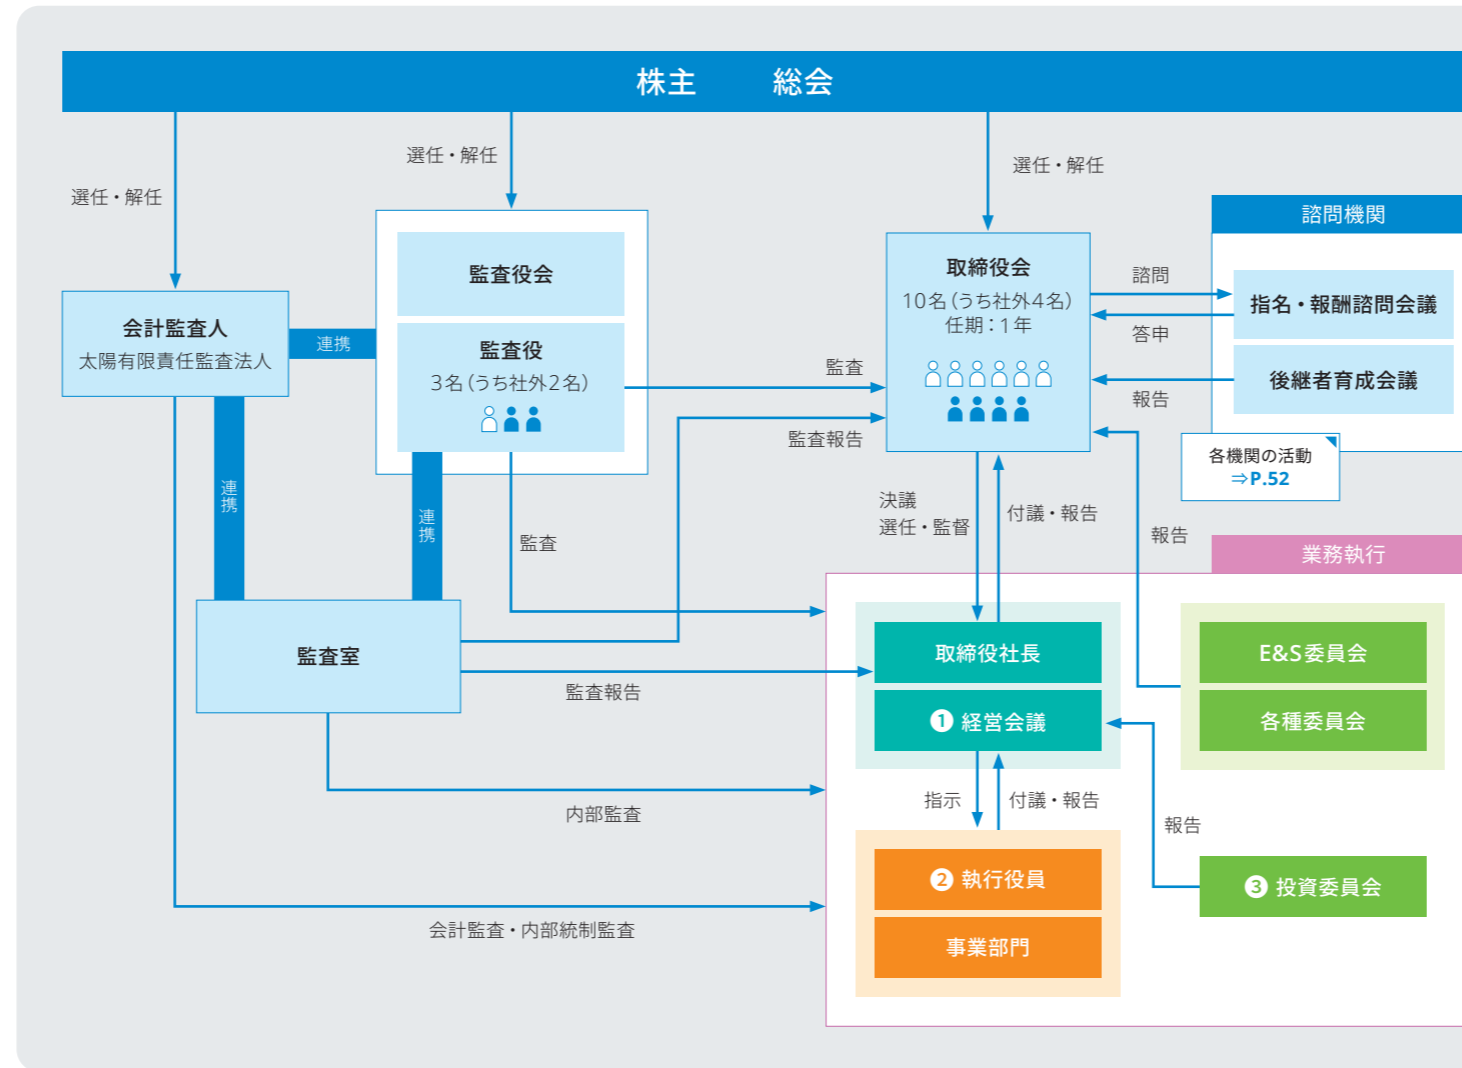 株主 総会
選任・解任
選任・解任
選任・解任
会計監査人
太陽有限責任監査法人
連携
監査役会
監査役
3名（うち社外2名）
取締役会
10名（うち社外4名）
任期：1年
諮問機関
指名・報酬諮問会議
後継者育成会議
諮問
答申
報告
各機関の活動
⇒P.52
監査
監査報告
連携
連携
監査
決議
選任・監督
付議・報告
報告
業務執行
監査室
監査報告
取締役社長
❶ 経営会議
E&S委員会
各種委員会
内部監査
指示
付議・報告
報告
❷ 執行役員
事業部門
❸ 投資委員会
会計監査・内部統制監査